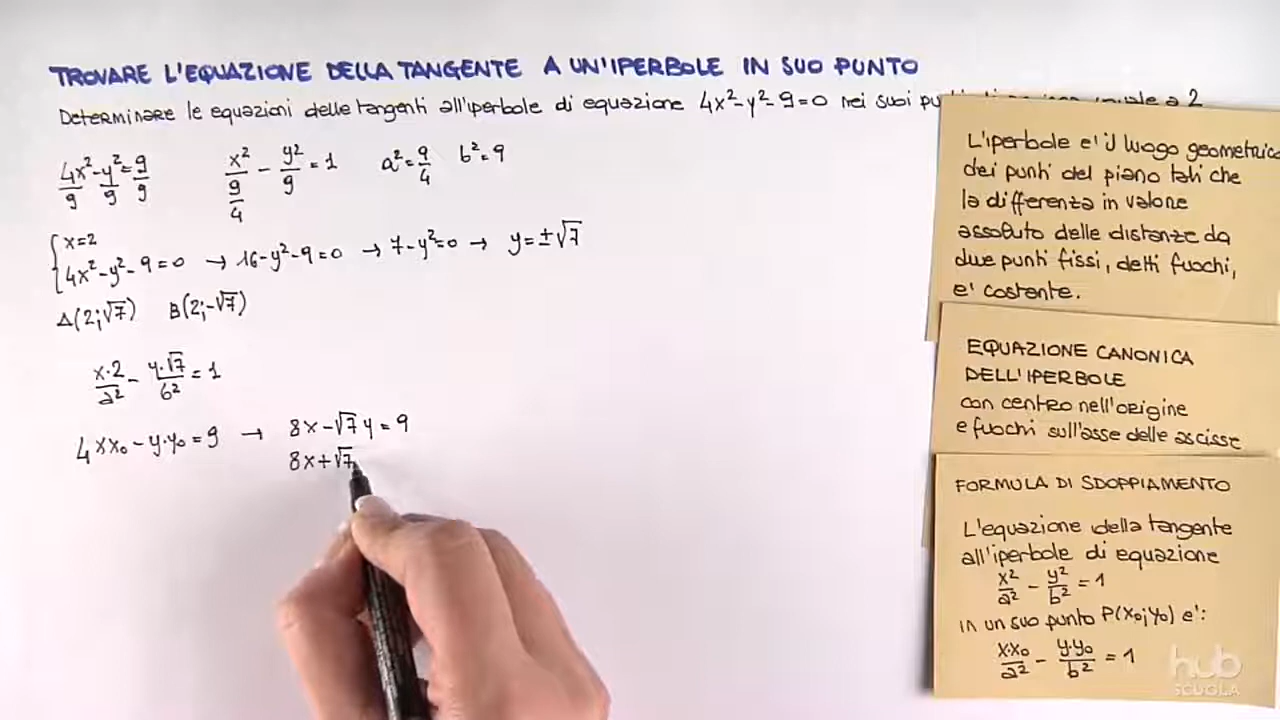 TROVARE L'EQUAZIONE DELLA TANGENTE A UN'IPERBOLE IN SUO PUNTO
Determinare le equazioni delle tangenti all'iperbole di equazione 4x²-y²-9=0 nei suoi 2
4x²/9 - y²/9 = 9/9 x²/(9/4) - y²/9 = 1 a²=9/4 b²=9
{ x=2
4x²-y²-9=0 → 16-y²-9=0 → 7-y²=0 → y=±√7
A(2;√7) B(2;-√7)
x·2/a² - y·√7/b² = 1
4xx₀ - y·y₀ = 9 → 8x-√7y=9
8x+√7
L'iperbole e' il luogo geometrico
dei punti del piano tali che
la differenza in valore
assoluto delle distanze da
due punti fissi, detti fuochi,
e' costante.
EQUAZIONE CANONICA
DELL'IPERBOLE
con centro nell'origine
e fuochi sull'asse delle ascisse
FORMULA DI SDOPPIAMENTO
L'equazione della tangente
all'iperbole di equazione
x²/a² - y²/b² = 1
in un suo punto P(x₀;y₀) e':
x·x₀/a² - y·y₀/b² = 1
hub
SCUOLA